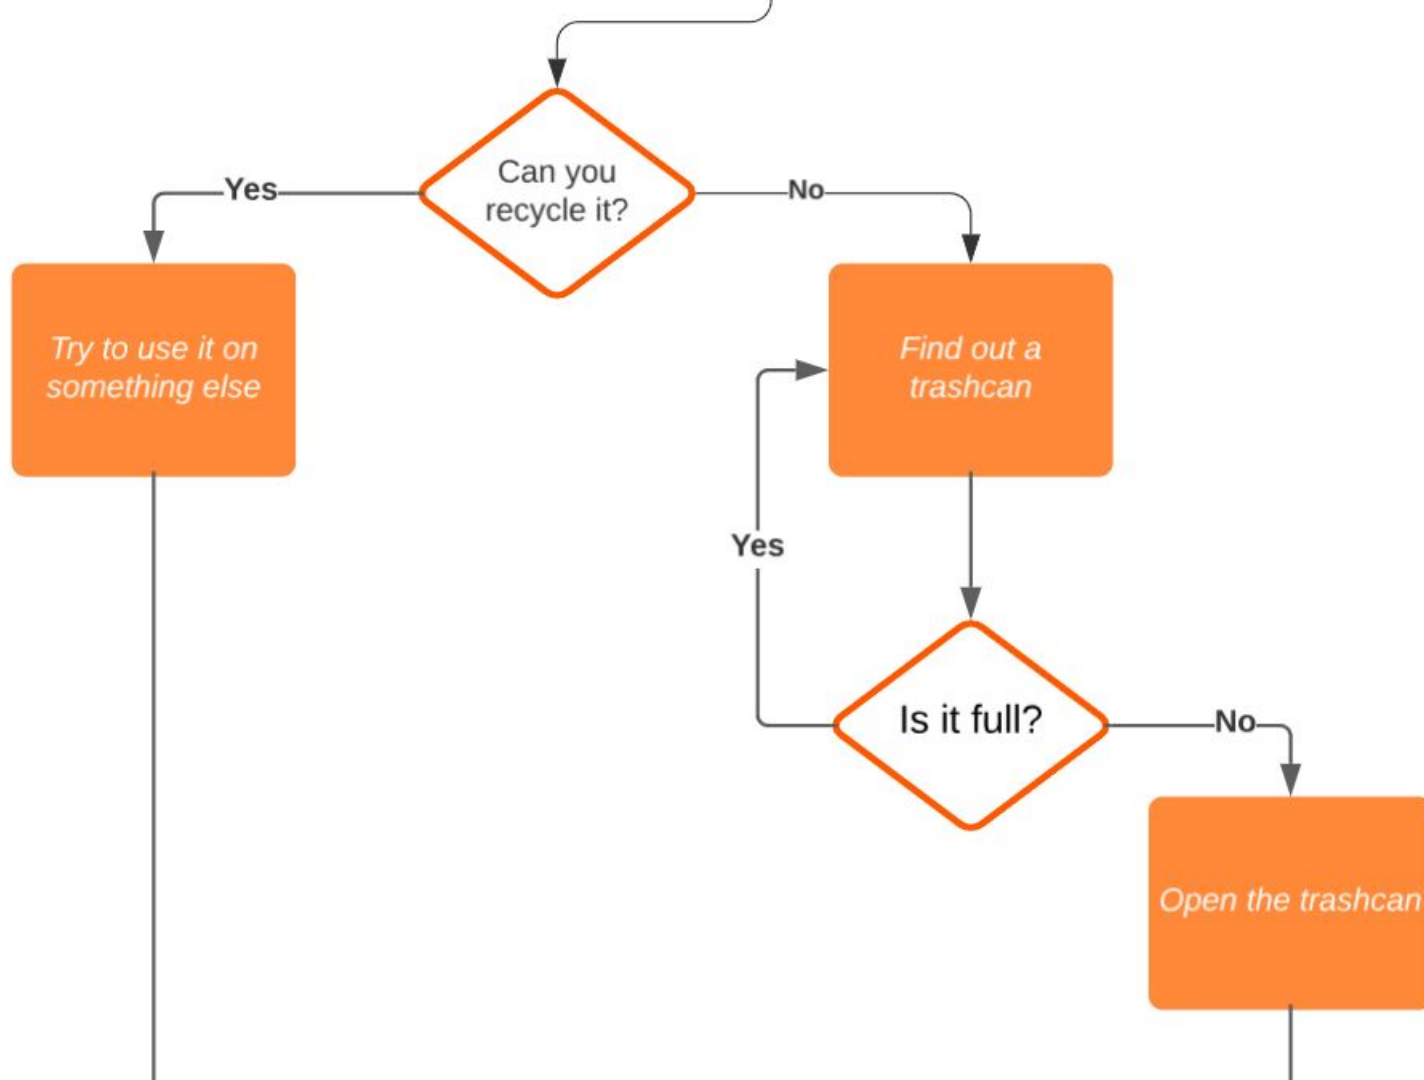 Can you
recycle it?
Yes
No
Try to use it on
something else
Find out a
trashcan
Yes
Is it full?
No
Open the trashcan